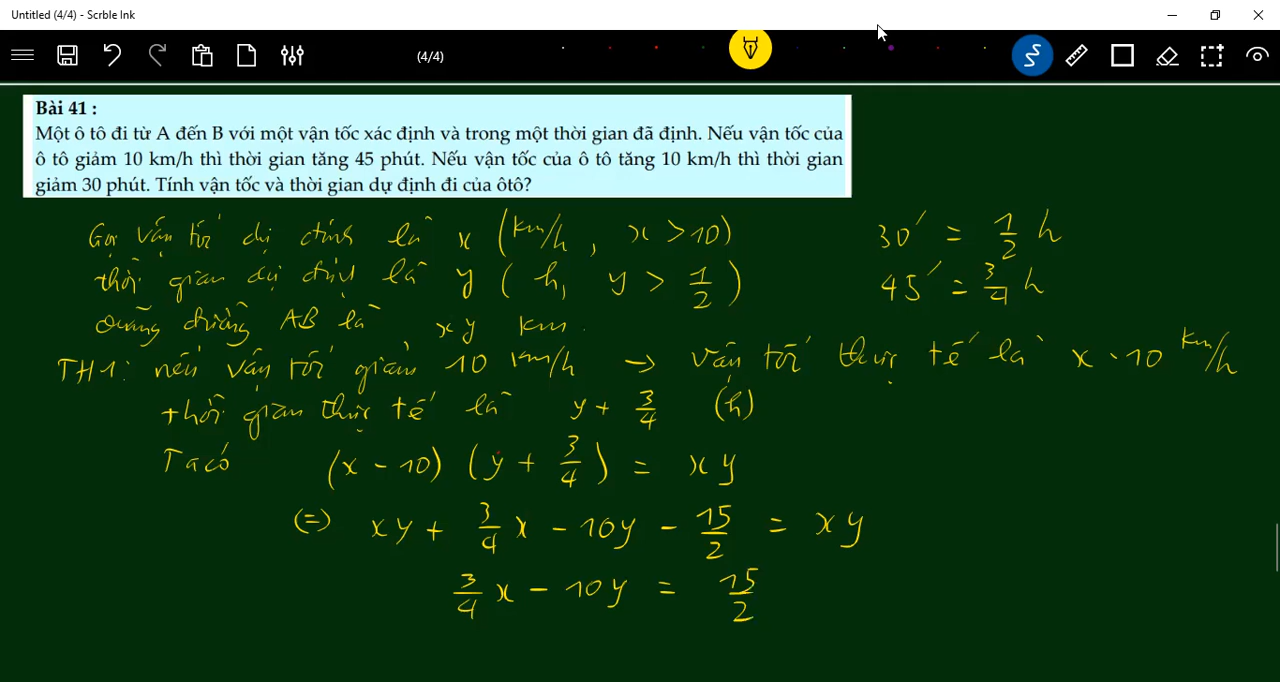 Untitled (4/4) - Scrble Ink
(4/4)
Bài 41 :
Một ô tô đi từ A đến B với một vận tốc xác định và trong một thời gian đã định. Nếu vận tốc của
ô tô giảm 10 km/h thì thời gian tăng 45 phút. Nếu vận tốc của ô tô tăng 10 km/h thì thời gian
giảm 30 phút. Tính vận tốc và thời gian dự định đi của ôtô?
Gọi vận tốc dự định là x (km/h, x > 10)
30' = 1/2 h
thời gian dự định là y (h, y > 1/2)
45' = 3/4 h
Quãng đường AB là xy km.
TH1: nếu vận tốc giảm 10 km/h → vận tốc thực tế là x - 10 km/h
thời gian thực tế là y + 3/4 (h)
Ta có (x - 10) (y + 3/4) = xy
(=) xy + 3/4 x - 10y - 15/2 = xy
3/4 x - 10y = 15/2